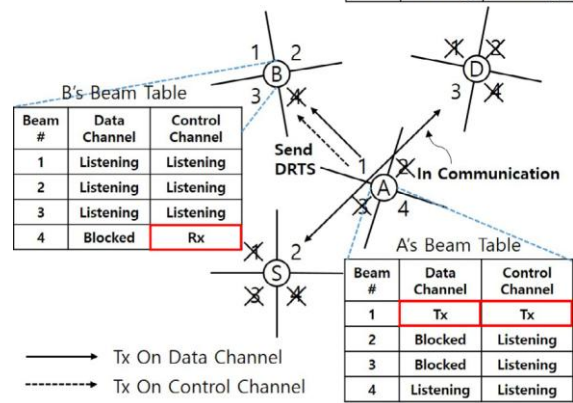 1 2
B
3 4
1 2
D
3 4
B's Beam Table
Beam # Data Channel Control Channel
1 Listening Listening
2 Listening Listening
3 Listening Listening
4 Blocked Rx
Send
DRTS
In Communication
1 2
A
3 4
1 2
S
3 4
A's Beam Table
Beam # Data Channel Control Channel
1 Tx Tx
2 Blocked Listening
3 Blocked Listening
4 Listening Listening
Tx On Data Channel
Tx On Control Channel